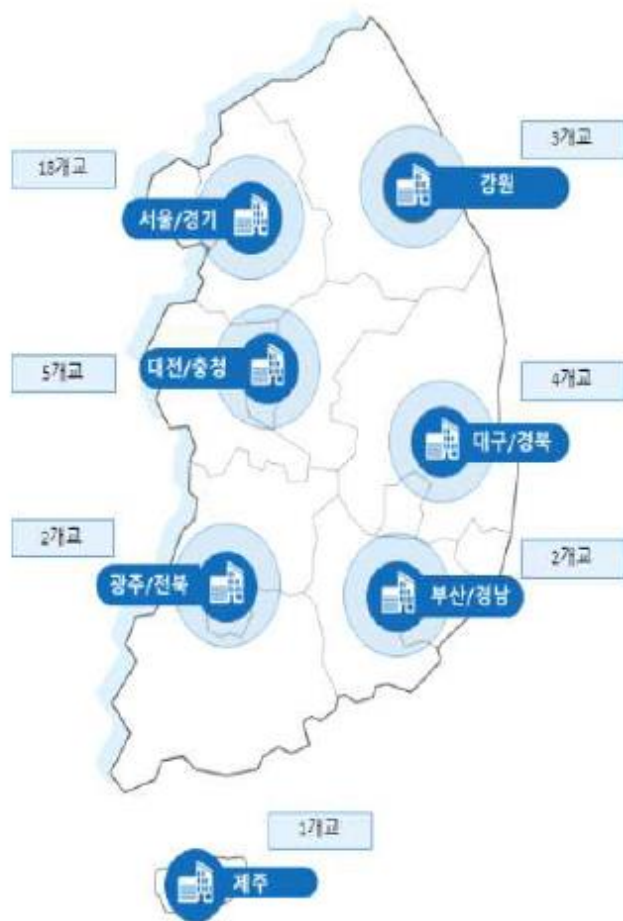 3개교
18개교
강원
서울/경기
5개교
대전/충청
4개교
대구/경북
2개교
2개교
광주/전북
부산/경남
1개교
제주